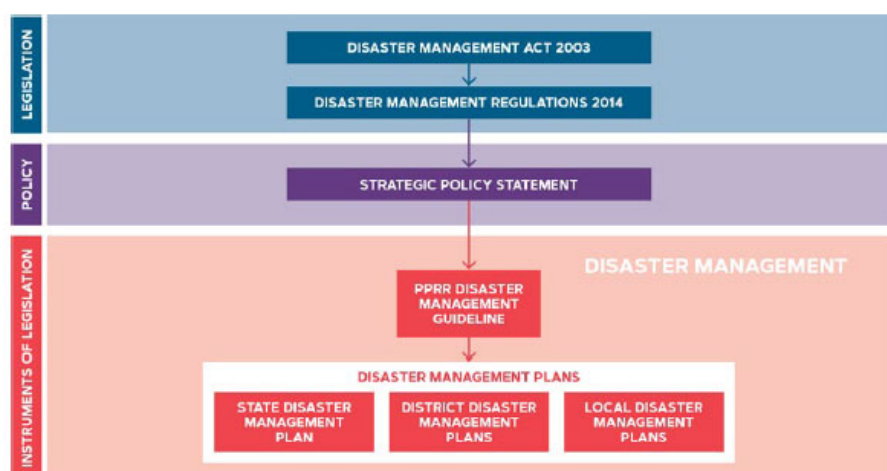 LEGISLATION
DISASTER MANAGEMENT ACT 2003
DISASTER MANAGEMENT REGULATIONS 2014
POLICY
STRATEGIC POLICY STATEMENT
INSTRUMENTS OF LEGISLATION
DISASTER MANAGEMENT
PPRR DISASTER
MANAGEMENT
GUIDELINE
DISASTER MANAGEMENT PLANS
STATE DISASTER
MANAGEMENT
PLAN
DISTRICT DISASTER
MANAGEMENT
PLANS
LOCAL DISASTER
MANAGEMENT
PLANS